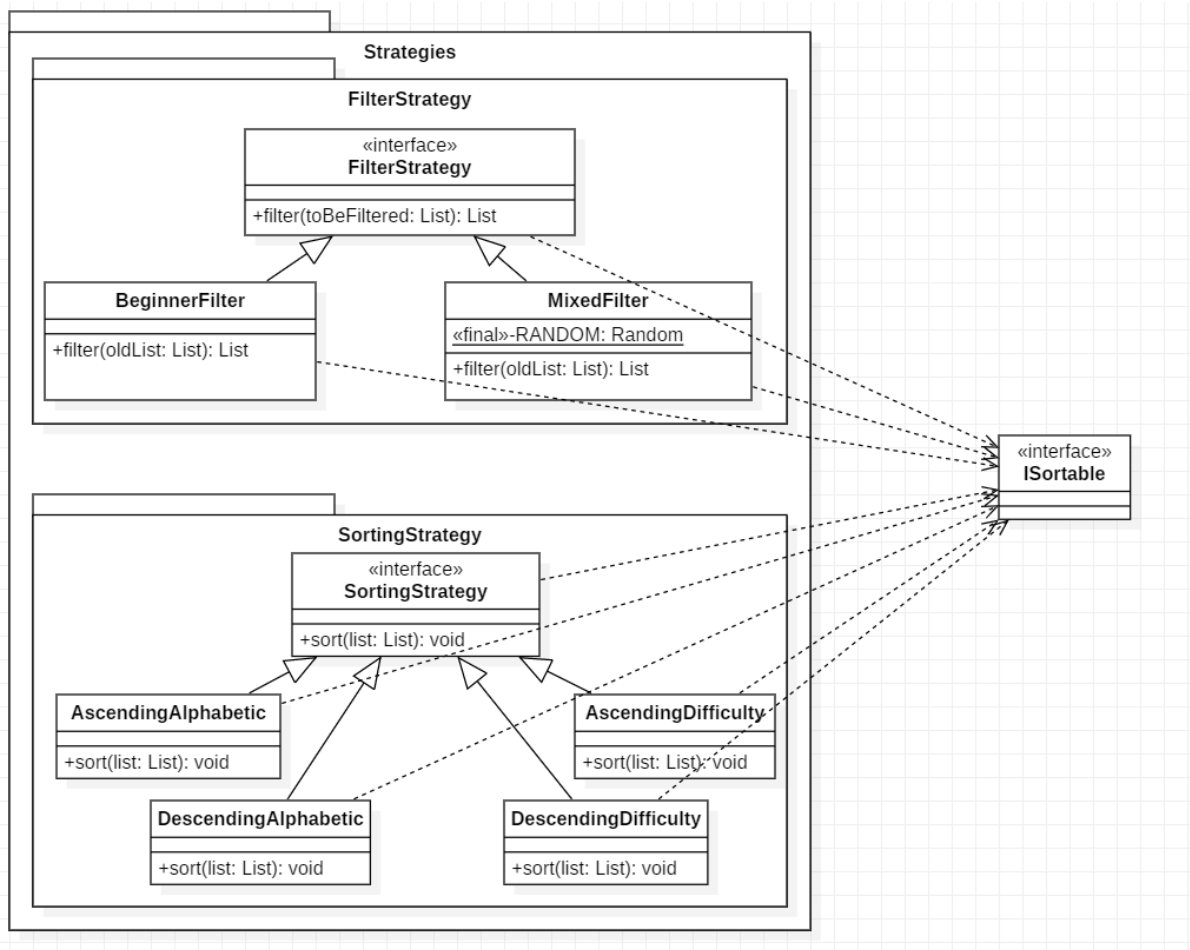 Strategies
FilterStrategy
«interface»
FilterStrategy
+filter(toBeFiltered: List): List
BeginnerFilter
+filter(oldList: List): List
MixedFilter
«final»-RANDOM: Random
+filter(oldList: List): List
«interface»
ISortable
SortingStrategy
«interface»
SortingStrategy
+sort(list: List): void
AscendingAlphabetic
+sort(list: List): void
AscendingDifficulty
+sort(list: List): void
DescendingAlphabetic
+sort(list: List): void
DescendingDifficulty
+sort(list: List): void